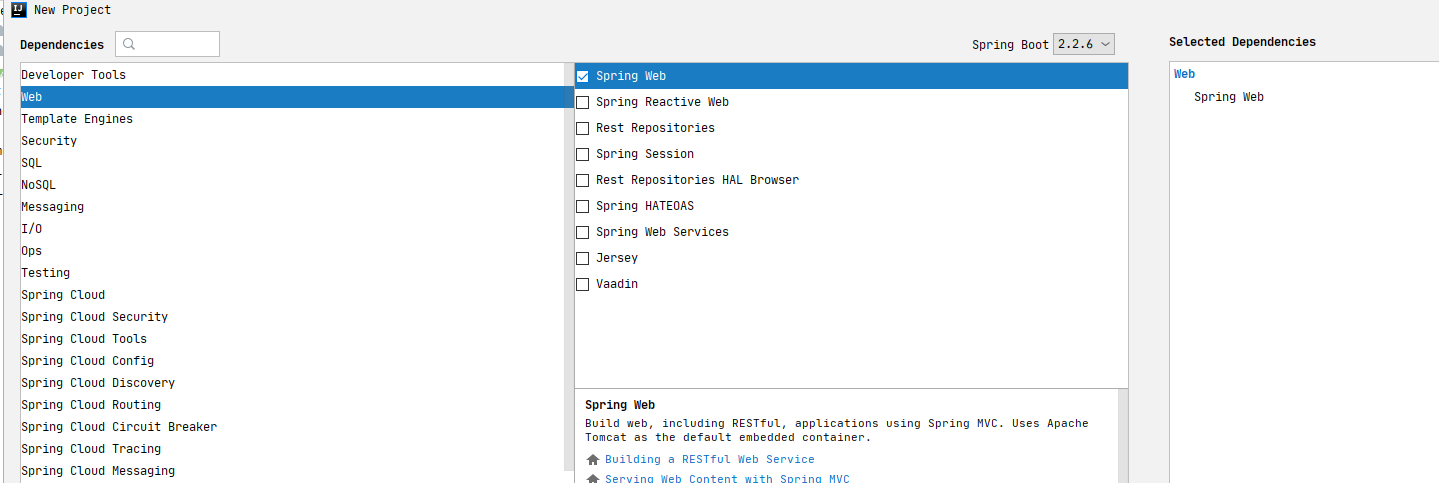 New Project
Dependencies
Spring Boot 2.2.6
Selected Dependencies
Developer Tools
Web
Template Engines
Security
SQL
NoSQL
Messaging
I/O
Ops
Testing
Spring Cloud
Spring Cloud Security
Spring Cloud Tools
Spring Cloud Config
Spring Cloud Discovery
Spring Cloud Routing
Spring Cloud Circuit Breaker
Spring Cloud Tracing
Spring Cloud Messaging
Spring Web
Spring Reactive Web
Rest Repositories
Spring Session
Rest Repositories HAL Browser
Spring HATEOAS
Spring Web Services
Jersey
Vaadin
Spring Web
Build web, including RESTful, applications using Spring MVC. Uses Apache
Tomcat as the default embedded container.
Building a RESTful Web Service
Serving Web Content with Spring MVC
Web
Spring Web